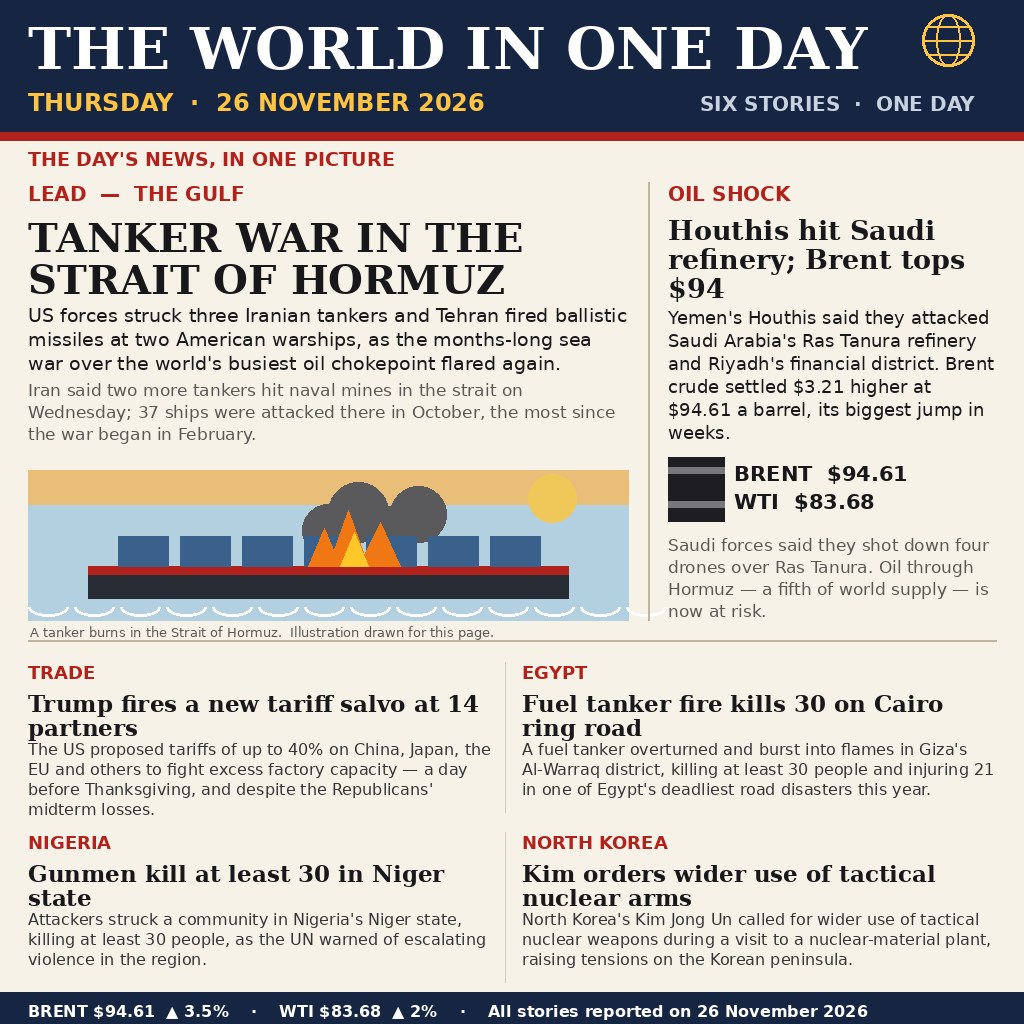 THE WORLD IN ONE DAY
THURSDAY · 26 NOVEMBER 2026
SIX STORIES · ONE DAY
THE DAY'S NEWS, IN ONE PICTURE
LEAD — THE GULF
TANKER WAR IN THE
STRAIT OF HORMUZ
US forces struck three Iranian tankers and Tehran fired ballistic
missiles at two American warships, as the months-long sea
war over the world's busiest oil chokepoint flared again.
Iran said two more tankers hit naval mines in the strait on
Wednesday; 37 ships were attacked there in October, the most since
the war began in February.
A tanker burns in the Strait of Hormuz. Illustration drawn for this page.
OIL SHOCK
Houthis hit Saudi
refinery; Brent tops
$94
Yemen's Houthis said they attacked
Saudi Arabia's Ras Tanura refinery
and Riyadh's financial district. Brent
crude settled $3.21 higher at
$94.61 a barrel, its biggest jump in
weeks.
BRENT $94.61
WTI $83.68
Saudi forces said they shot down four
drones over Ras Tanura. Oil through
Hormuz — a fifth of world supply — is
now at risk.
TRADE
Trump fires a new tariff salvo at 14
partners
The US proposed tariffs of up to 40% on China, Japan, the
EU and others to fight excess factory capacity — a day
before Thanksgiving, and despite the Republicans'
midterm losses.
EGYPT
Fuel tanker fire kills 30 on Cairo
ring road
A fuel tanker overturned and burst into flames in Giza's
Al-Warraq district, killing at least 30 people and injuring 21
in one of Egypt's deadliest road disasters this year.
NIGERIA
Gunmen kill at least 30 in Niger
state
Attackers struck a community in Nigeria's Niger state,
killing at least 30 people, as the UN warned of escalating
violence in the region.
NORTH KOREA
Kim orders wider use of tactical
nuclear arms
North Korea's Kim Jong Un called for wider use of tactical
nuclear weapons during a visit to a nuclear-material plant,
raising tensions on the Korean peninsula.
BRENT $94.61 ▲ 3.5% · WTI $83.68 ▲ 2% · All stories reported on 26 November 2026